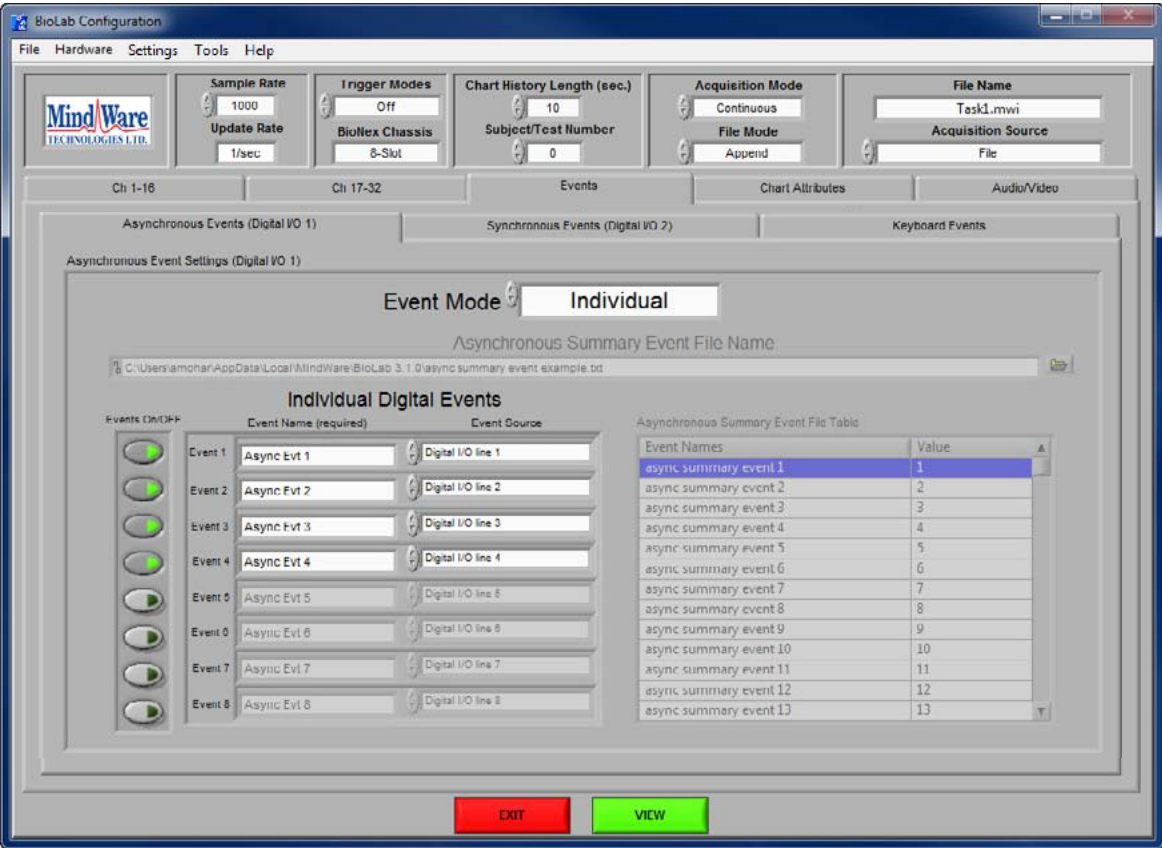 BioLab Configuration
File Hardware Settings Tools Help
MindWare
TECHNOLOGIES LTD.
Sample Rate
1000
Update Rate
1/sec
Trigger Modes
Off
BioNex Chassis
8-Slot
Chart History Length (sec.)
10
Subject/Test Number
0
Acquisition Mode
Continuous
File Mode
Append
File Name
Task1.mwi
Acquisition Source
File
Ch 1-16 Ch 17-32 Events Chart Attributes Audio/Video
Asynchronous Events (Digital I/O 1) Synchronous Events (Digital I/O 2) Keyboard Events
Asynchronous Event Settings (Digital I/O 1)
Event Mode Individual
Asynchronous Summary Event File Name
C:\Users\amohar\AppData\Local\MindWare\BioLab 3.1.0\async summary event example.txt
Individual Digital Events
Events On/OFF Event Name (required) Event Source
Event 1 Async Evt 1 Digital I/O line 1
Event 2 Async Evt 2 Digital I/O line 2
Event 3 Async Evt 3 Digital I/O line 3
Event 4 Async Evt 4 Digital I/O line 4
Event 5 Async Evt 5 Digital I/O line 5
Event 6 Async Evt 6 Digital I/O line 6
Event 7 Async Evt 7 Digital I/O line 7
Event 8 Async Evt 8 Digital I/O line 8
Asynchronous Summary Event File Table
Event Names Value
async summary event 1 1
async summary event 2 2
async summary event 3 3
async summary event 4 4
async summary event 5 5
async summary event 6 6
async summary event 7 7
async summary event 8 8
async summary event 9 9
async summary event 10 10
async summary event 11 11
async summary event 12 12
async summary event 13 13
EXIT VIEW